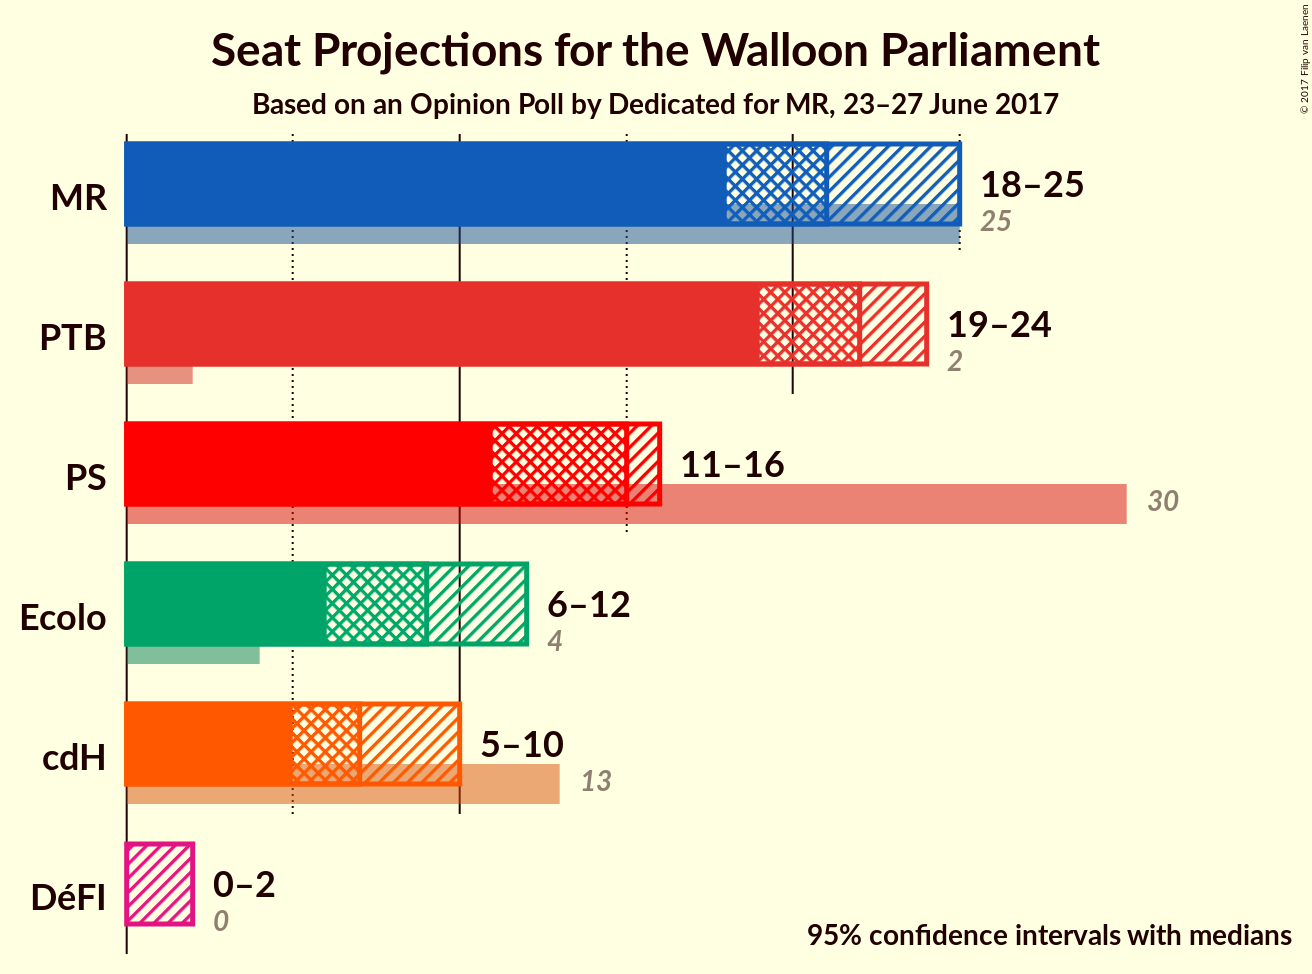 Seat Projections for the Walloon Parliament
Based on an Opinion Poll by Dedicated for MR, 23–27 June 2017
© 2017 Filip van Laenen
MR
18–25
25
PTB
19–24
2
PS
11–16
30
Ecolo
6–12
4
cdH
5–10
13
DéFI
0–2
0
95% confidence intervals with medians